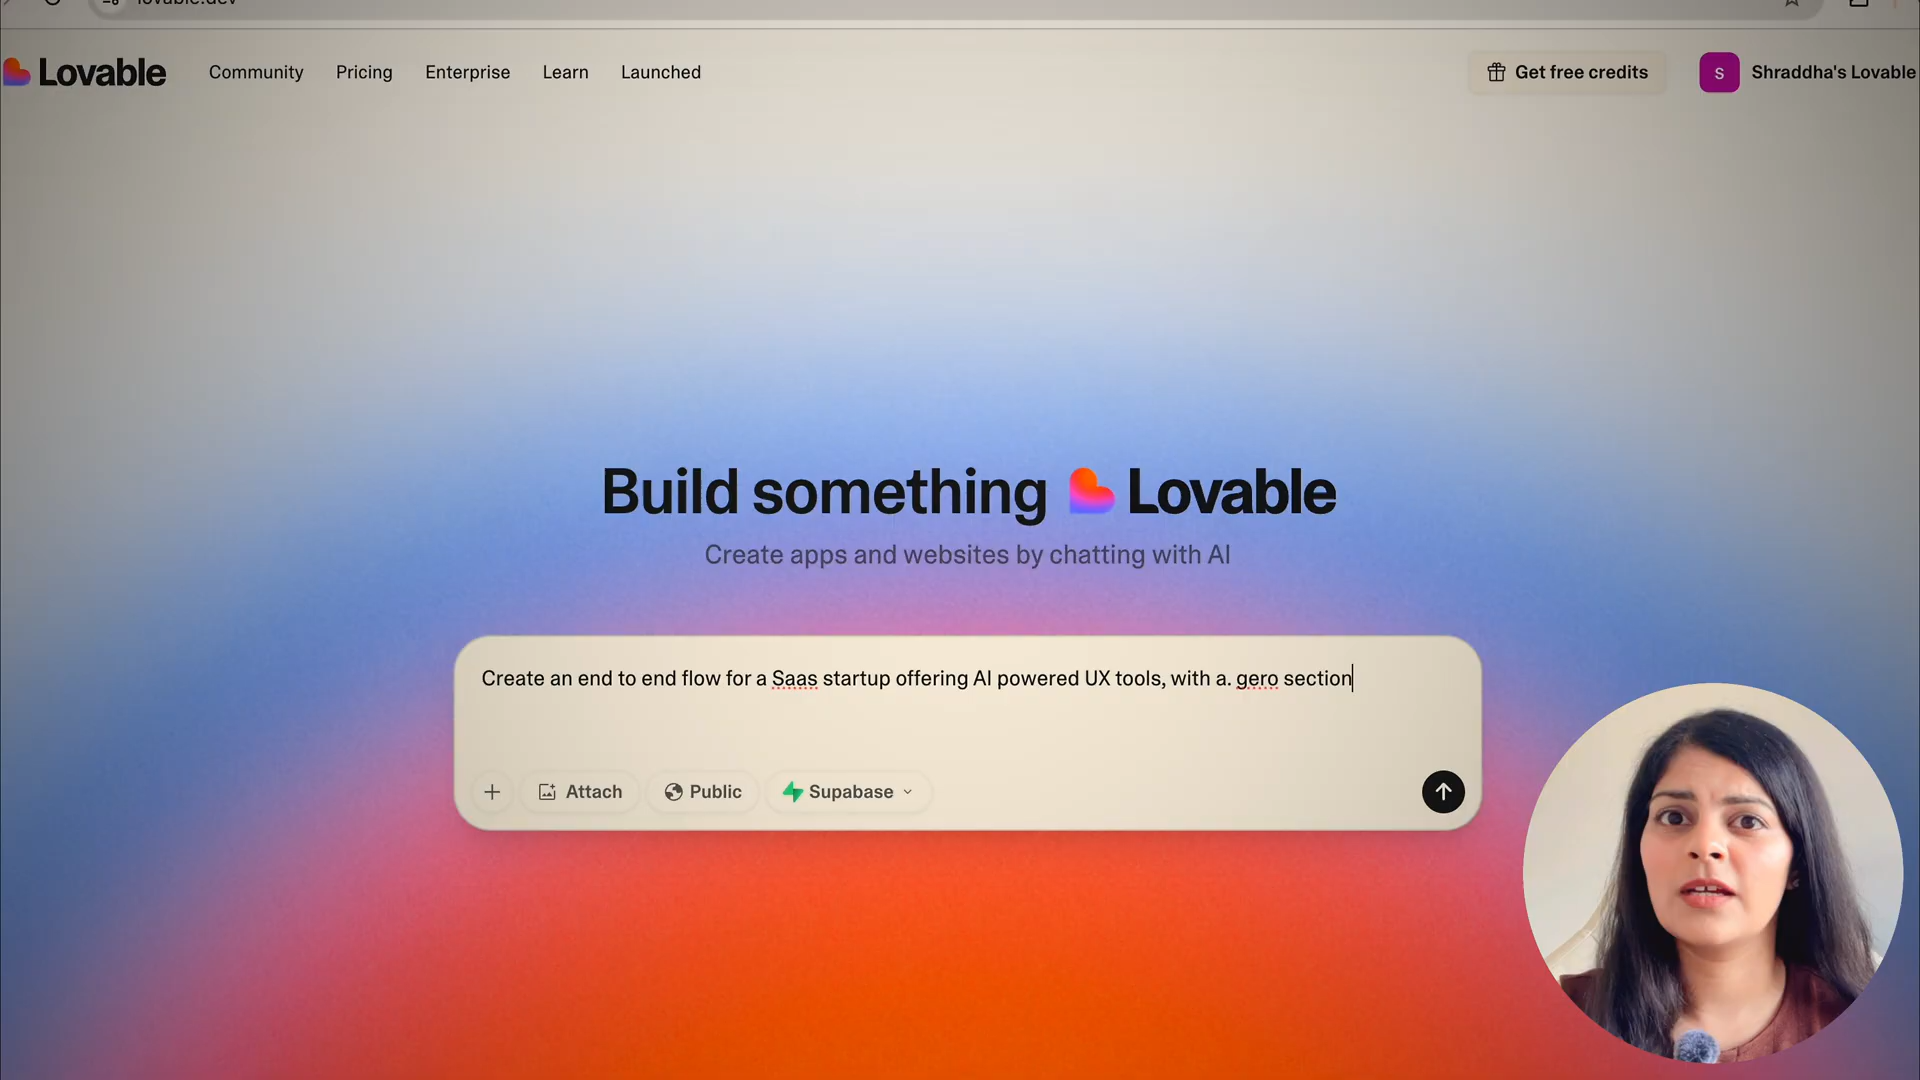 lovable.dev
Lovable Community Pricing Enterprise Learn Launched Get free credits S Shraddha's Lovable
Build something Lovable
Create apps and websites by chatting with AI
Create an end to end flow for a Saas startup offering AI powered UX tools, with a. gero section
Attach Public Supabase